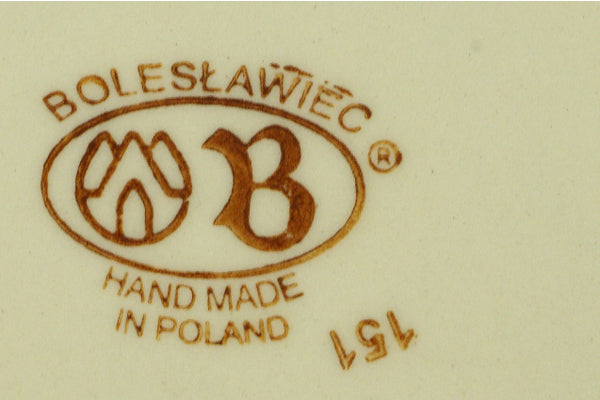 BOLESŁAWIEC
B ®
HAND MADE
IN POLAND
151